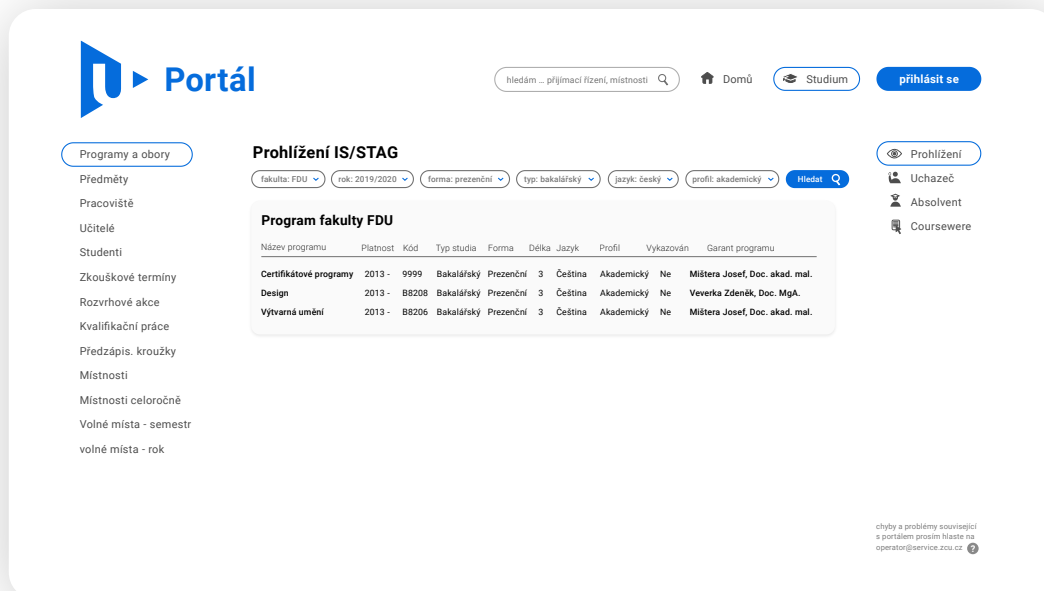 Portál
hledám ... přijímací řízení, místnosti
Domů
Studium
přihlásit se
Programy a obory
Předměty
Pracoviště
Učitelé
Studenti
Zkouškové termíny
Rozvrhové akce
Kvalifikační práce
Předzápis. kroužky
Místnosti
Místnosti celoročně
Volné místa - semestr
volné místa - rok
Prohlížení IS/STAG
fakulta: FDU
rok: 2019/2020
forma: prezenční
typ: bakalářský
jazyk: český
profil: akademický
Hledat
Program fakulty FDU
Název programu Platnost Kód Typ studia Forma Délka Jazyk Profil Vykazován Garant programu
Certifikátové programy 2013 - 9999 Bakalářský Prezenční 3 Čeština Akademický Ne Mištera Josef, Doc. akad. mal.
Design 2013 - B8208 Bakalářský Prezenční 3 Čeština Akademický Ne Veverka Zdeněk, Doc. MgA.
Výtvarná umění 2013 - B8206 Bakalářský Prezenční 3 Čeština Akademický Ne Mištera Josef, Doc. akad. mal.
Prohlížení
Uchazeč
Absolvent
Coursewere
chyby a problémy související
s portálem prosím hlaste na
operator@service.zcu.cz ?